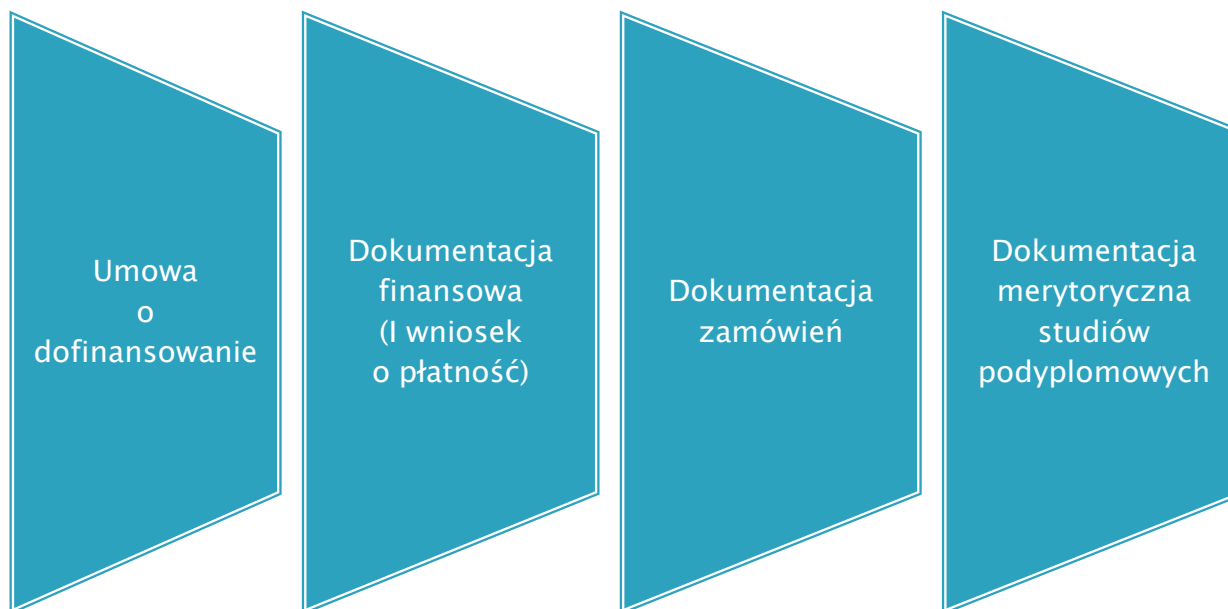 Umowa
o
dofinansowanie
Dokumentacja
finansowa
(I wniosek
o płatność)
Dokumentacja
zamówień
Dokumentacja
merytoryczna
studiów
podyplomowych